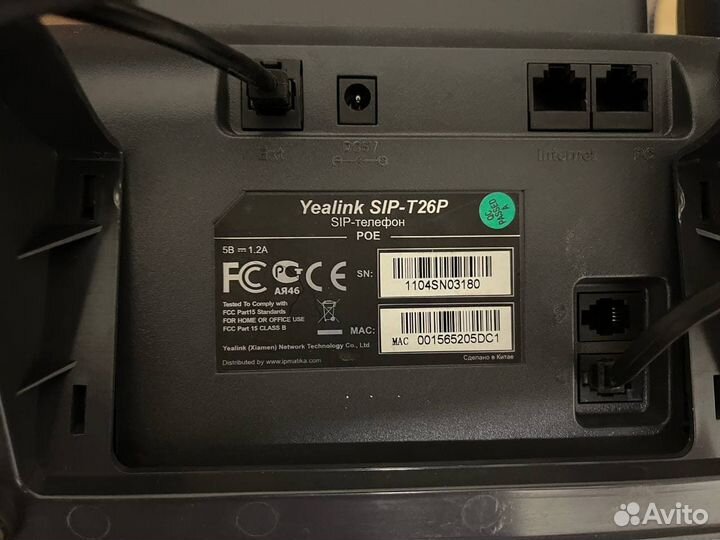 Ext
DC5V
Internet
PC
Yealink SIP-T26P
SIP-телефон
POE
QC
PASSED
A
5В 1.2A
FC CE
АЯ46
SN:
1104SN03180
Tested To Comply with
FCC Part15 Standards
FOR HOME OR OFFICE USE
FCC Part 15 CLASS B
MAC:
MAC 001565205DC1
Yealink (Xiamen) Network Technology Co., Ltd.
Distributed by www.ipmatika.com
Сделано в Китае
Avito